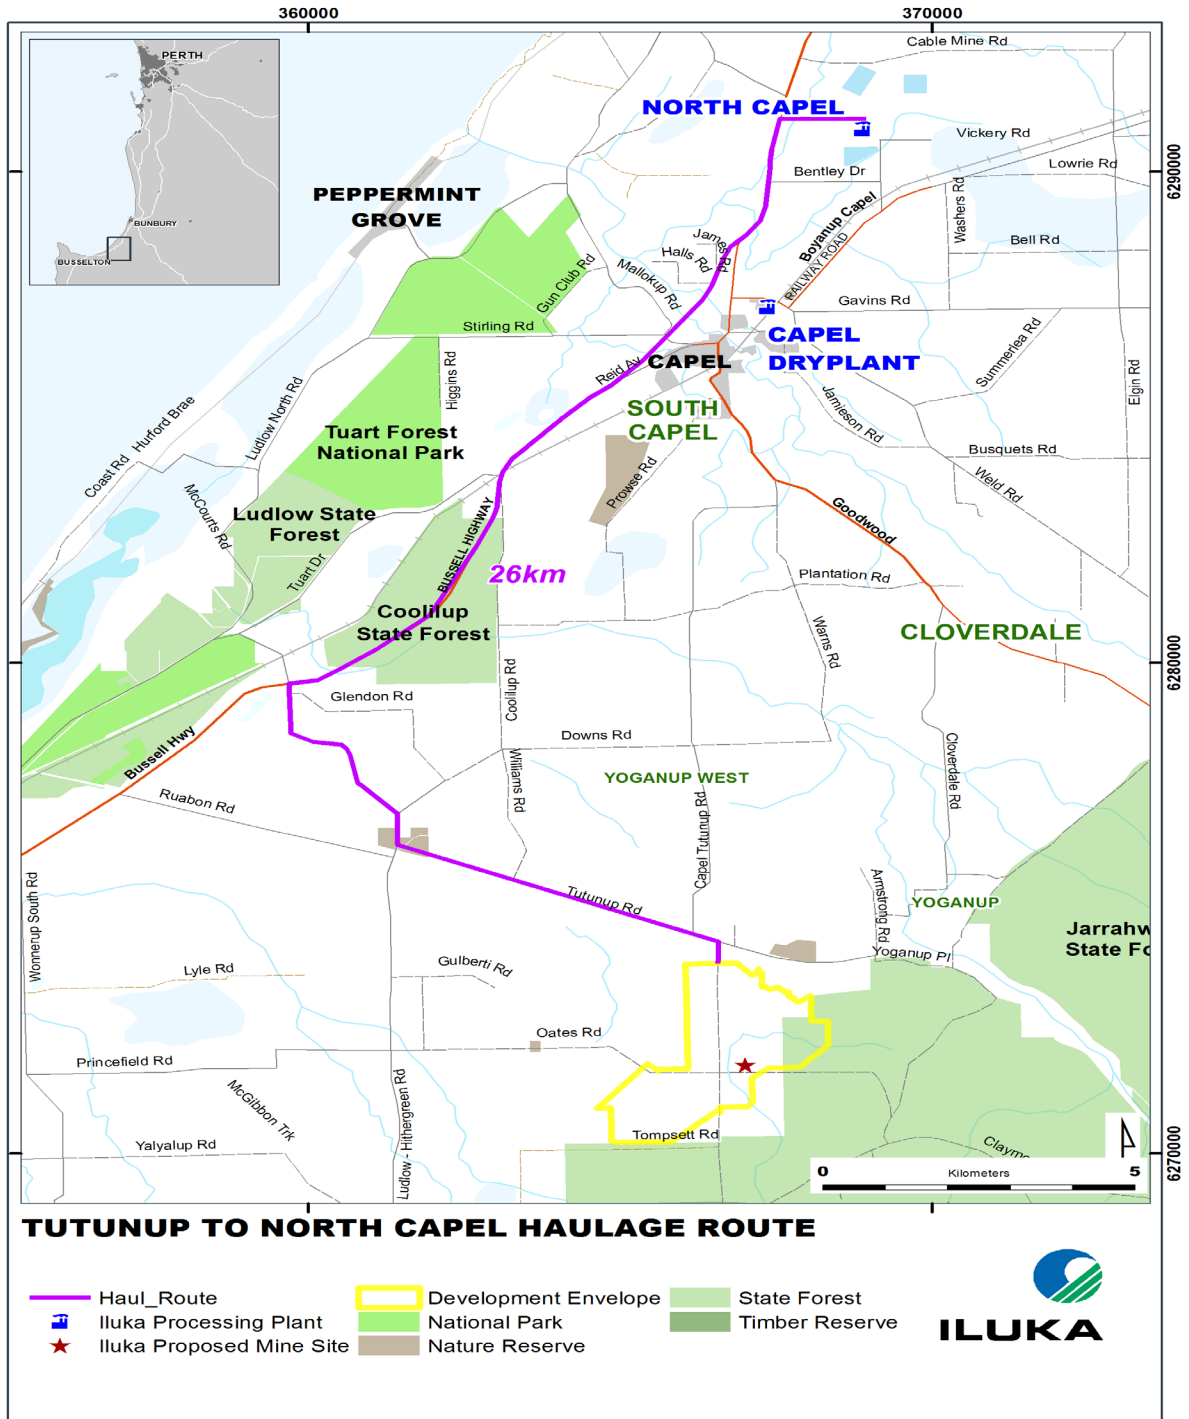 360000
370000
PERTH
BUNBURY
BUSSELTON
Cable Mine Rd
NORTH CAPEL
Vickery Rd
Lowrie Rd
Bentley Dr
6290000
PEPPERMINT
GROVE
Washers Rd
Boyanup Capel
RAILWAY ROAD
Bell Rd
James Rd
Halls Rd
Mallokup Rd
Gun Club Rd
Gavins Rd
Stirling Rd
CAPEL
DRYPLANT
CAPEL
Reid Av
Summerlea Rd
Elgin Rd
Higgins Rd
Ludlow North Rd
Coast Rd
Hurford Brae
SOUTH
CAPEL
Jamieson Rd
Tuart Forest
National Park
Busquets Rd
Weld Rd
Prowse Rd
McCourts Rd
Ludlow State
Forest
BUSSELL HIGHWAY
Goodwood
26km
Tuart Dr
Plantation Rd
Coolilup
State Forest
Warns Rd
CLOVERDALE
6280000
Glendon Rd
Coolilup Rd
Downs Rd
Bussell Hwy
Williams Rd
YOGANUP WEST
Cloverdale Rd
Ruabon Rd
Capel Tutunup Rd
Wonnerup South Rd
Tutunup Rd
Armstrong Rd
YOGANUP
Jarrahw
State Fo
Yoganup Pl
Lyle Rd
Gulberti Rd
Oates Rd
Princefield Rd
McGibbon Trk
Ludlow - Hithergreen Rd
Yalyalup Rd
Tompsett Rd
Claymo
6270000
0
Kilometers
5
TUTUNUP TO NORTH CAPEL HAULAGE ROUTE
Haul_Route
Development Envelope
State Forest
Iluka Processing Plant
National Park
Timber Reserve
Iluka Proposed Mine Site
Nature Reserve
ILUKA